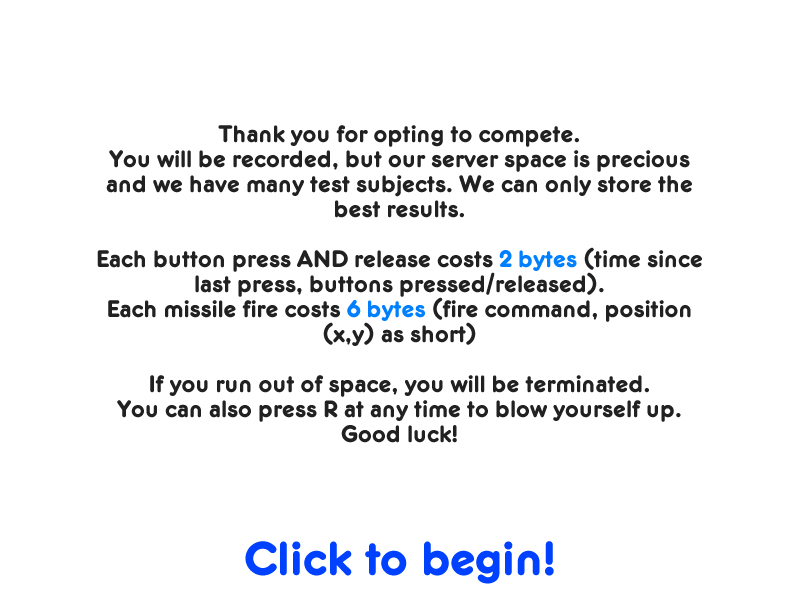 Thank you for opting to compete.
You will be recorded, but our server space is precious
and we have many test subjects. We can only store the
best results.
Each button press AND release costs 2 bytes (time since
last press, buttons pressed/released).
Each missile fire costs 6 bytes (fire command, position
(x,y) as short)
If you run out of space, you will be terminated.
You can also press R at any time to blow yourself up.
Good luck!
Click to begin!